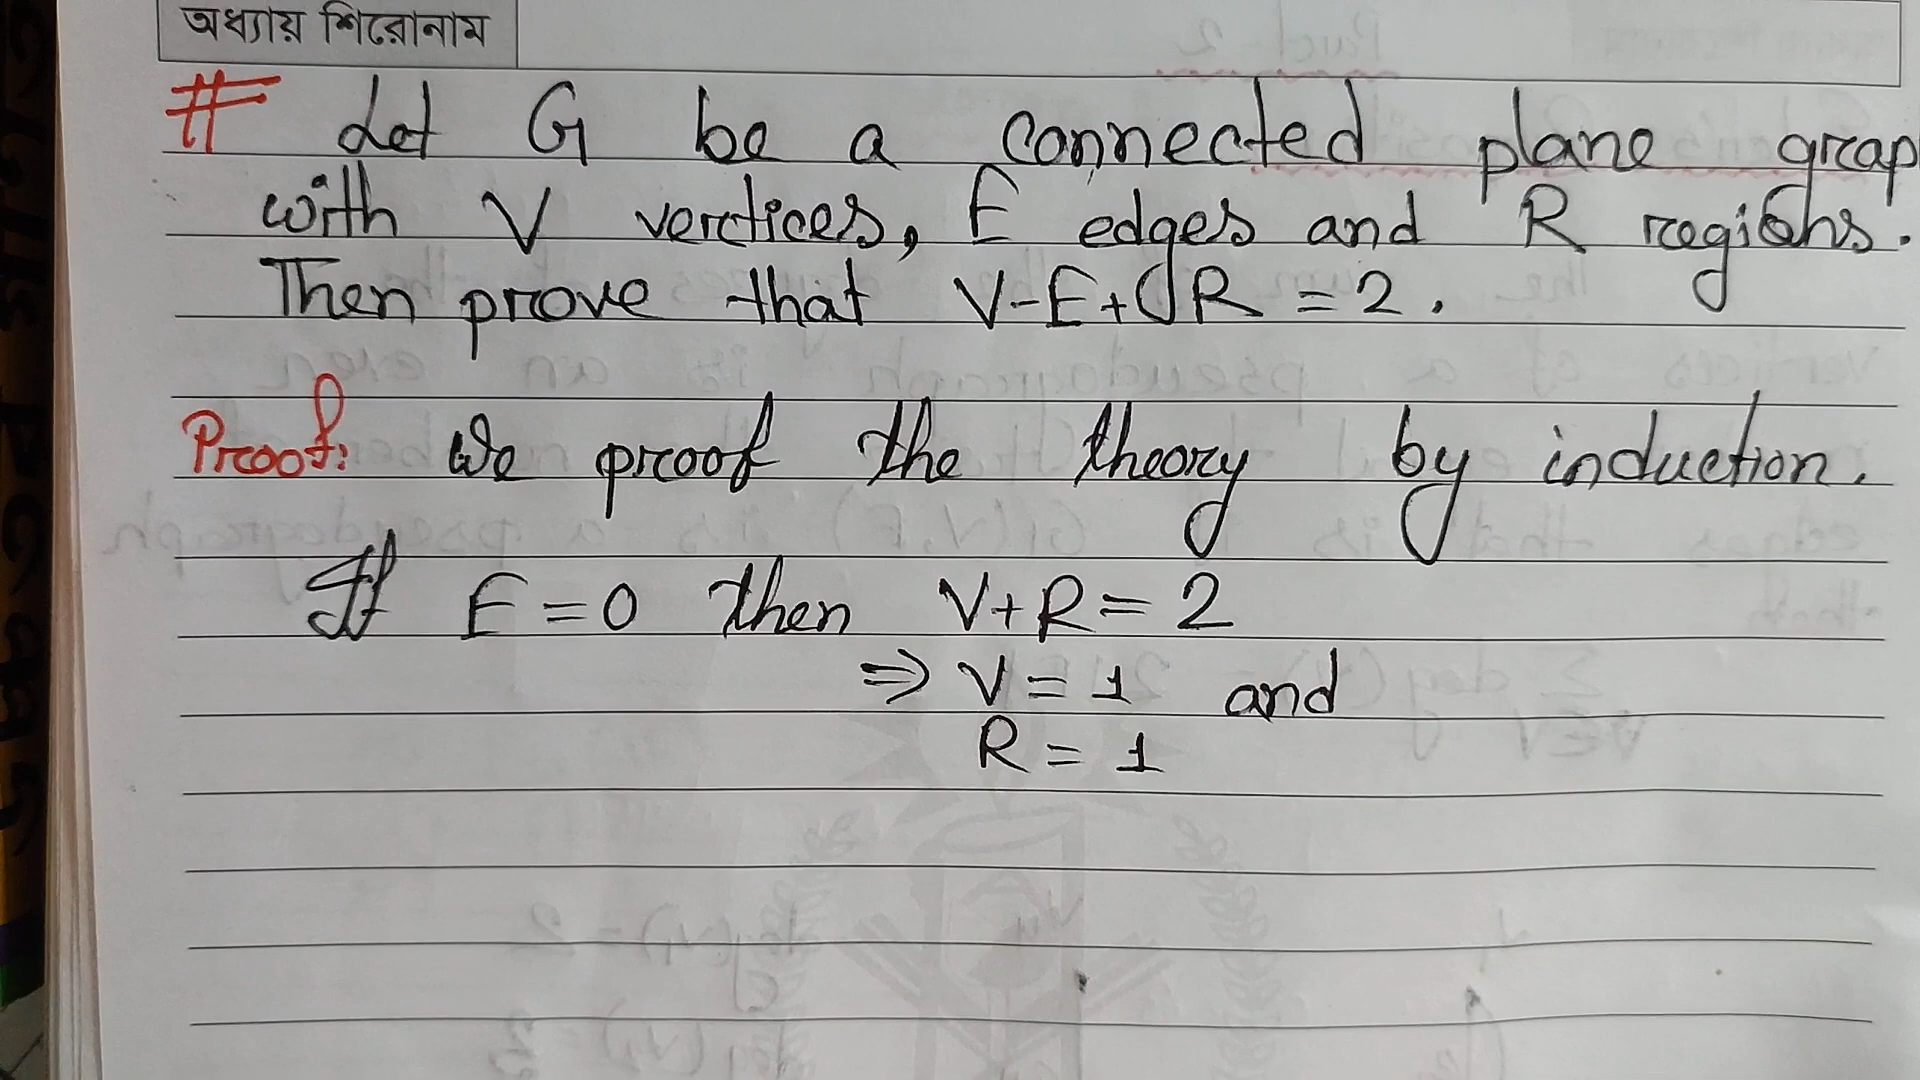 অধ্যায় শিরোনাম
# Let G be a connected plane grap
with V vertices, E edges and R regions.
Then prove that V-E+R=2.
Proof: We proof the theory by induction.
If E=0 then V+R=2
⇒ V=1 and
R=1